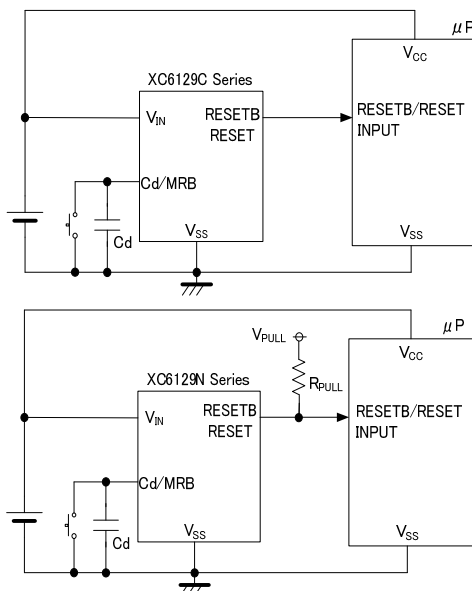 μP
VCC
XC6129C Series
VIN
RESETB
RESET
RESETB/RESET
INPUT
Cd/MRB
Cd
VSS
VSS
μP
VPULL
VCC
XC6129N Series
RPULL
VIN
RESETB
RESET
RESETB/RESET
INPUT
Cd/MRB
Cd
VSS
VSS